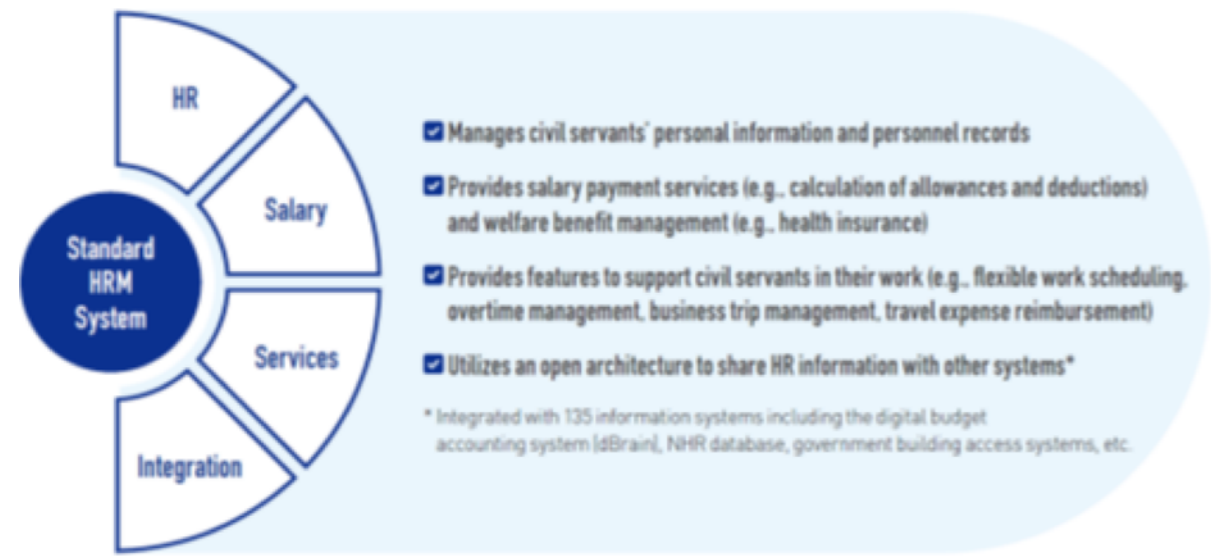 HR
Salary
Standard
HRM
System
Services
Integration
Manages civil servants' personal information and personnel records
Provides salary payment services (e.g., calculation of allowances and deductions)
and welfare benefit management (e.g., health insurance)
Provides features to support civil servants in their work (e.g., flexible work scheduling,
overtime management, business trip management, travel expense reimbursement)
Utilizes an open architecture to share HR information with other systems*
* Integrated with 135 information systems including the digital budget
accounting system (dBrain), NHR database, government building access systems, etc.